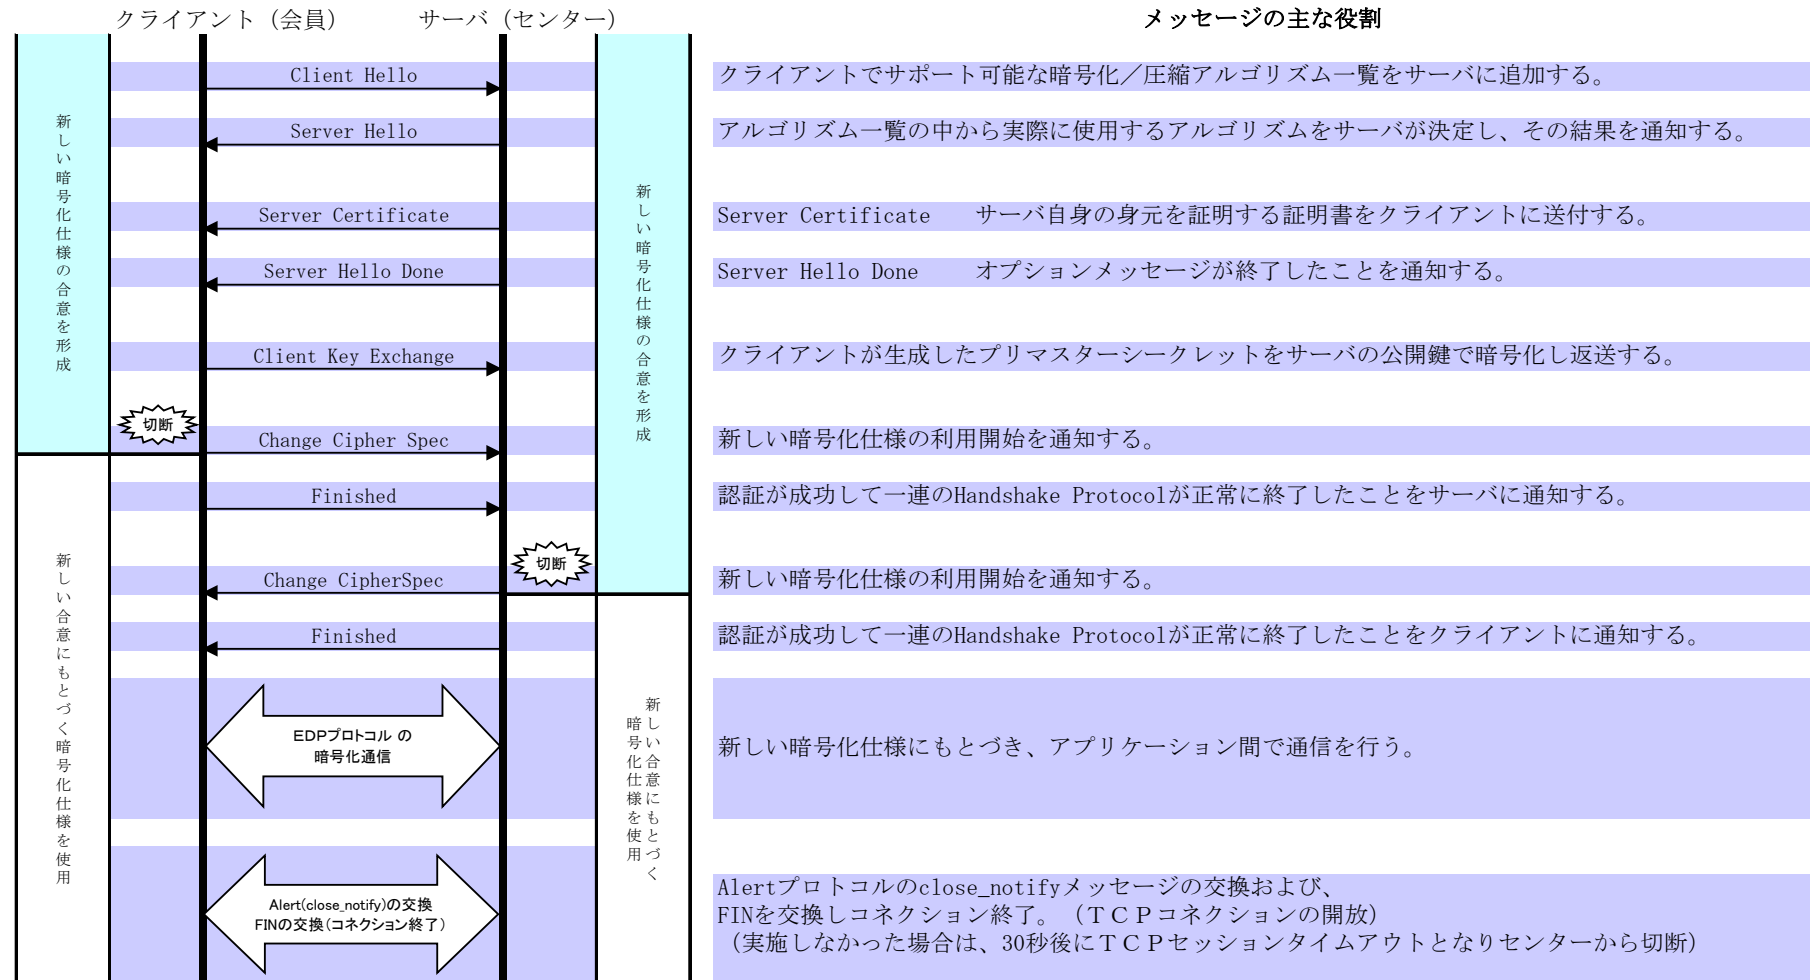 クライアント（会員）　サーバ（センター）　メッセージの主な役割
Client Hello　クライアントでサポート可能な暗号化／圧縮アルゴリズム一覧をサーバに追加する。
Server Hello　アルゴリズム一覧の中から実際に使用するアルゴリズムをサーバが決定し、その結果を通知する。
Server Certificate　Server Certificate　サーバ自身の身元を証明する証明書をクライアントに送付する。
Server Hello Done　Server Hello Done　オプションメッセージが終了したことを通知する。
Client Key Exchange　クライアントが生成したプリマスターシークレットをサーバの公開鍵で暗号化し返送する。
新しい暗号化仕様の合意を形成
新しい暗号化仕様の合意を形成
切断
Change Cipher Spec　新しい暗号化仕様の利用開始を通知する。
Finished　認証が成功して一連のHandshake Protocolが正常に終了したことをサーバに通知する。
切断
Change CipherSpec　新しい暗号化仕様の利用開始を通知する。
Finished　認証が成功して一連のHandshake Protocolが正常に終了したことをクライアントに通知する。
新しい合意にもとづく暗号化仕様を使用
新しい合意にもとづく
暗号化仕様を使用
EDPプロトコル の
暗号化通信
新しい暗号化仕様にもとづき、アプリケーション間で通信を行う。
Alert(close_notify)の交換
FINの交換(コネクション終了)
Alertプロトコルのclose_notifyメッセージの交換および、
FINを交換しコネクション終了。（ＴＣＰコネクションの開放）
（実施しなかった場合は、30秒後にＴＣＰセッションタイムアウトとなりセンターから切断）